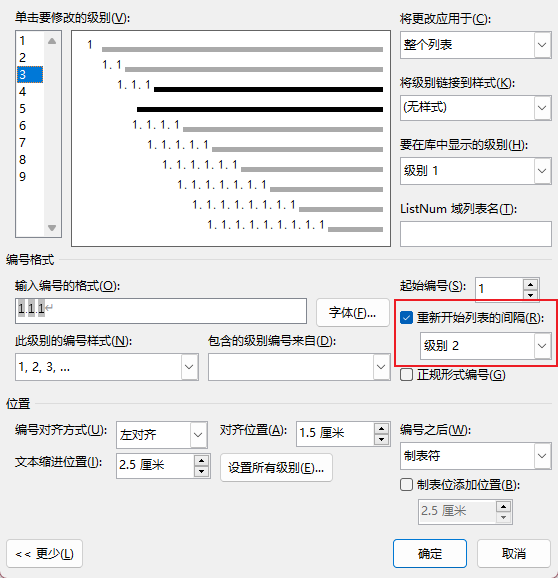 单击要修改的级别(V):
1
2
3
4
5
6
7
8
9
1
1.1
1.1.1
1.1.1.1
1.1.1.1.1
1.1.1.1.1.1
1.1.1.1.1.1.1
1.1.1.1.1.1.1.1
1.1.1.1.1.1.1.1.1
将更改应用于(C):
整个列表
将级别链接到样式(K):
(无样式)
要在库中显示的级别(H):
级别 1
ListNum 域列表名(T):
编号格式
输入编号的格式(O):
1.1.1↵
字体(F)...
起始编号(S):
1
重新开始列表的间隔(R):
级别 2
此级别的编号样式(N):
1, 2, 3, ...
包含的级别编号来自(D):
正规形式编号(G)
位置
编号对齐方式(U):
左对齐
对齐位置(A):
1.5 厘米
编号之后(W):
制表符
文本缩进位置(I):
2.5 厘米
设置所有级别(E)...
制表位添加位置(B):
2.5 厘米
<< 更少(L)
确定
取消